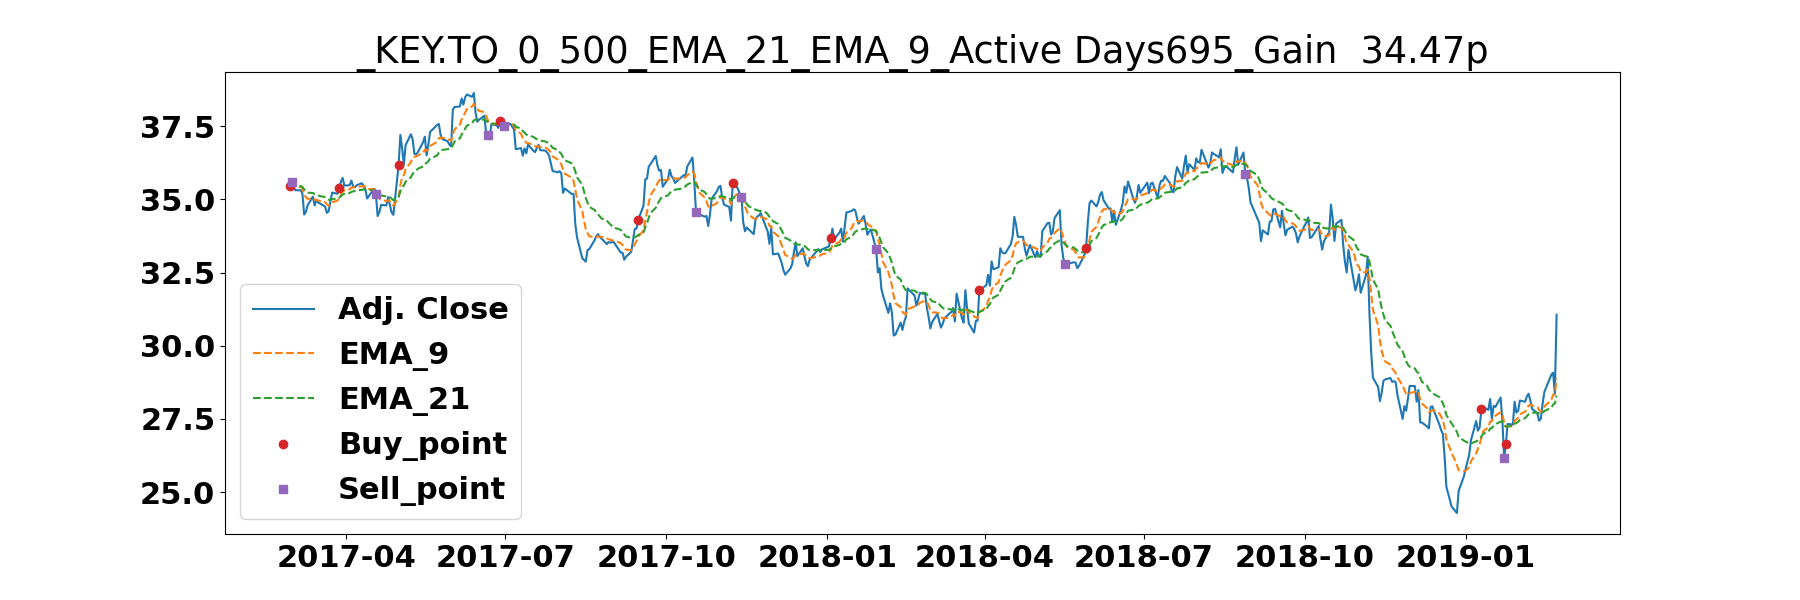 _KEY.TO_0_500_EMA_21_EMA_9_Active Days695_Gain  34.47p
37.5
35.0
32.5
30.0
27.5
25.0
Adj. Close
EMA_9
EMA_21
Buy_point
Sell_point
2017-04 2017-07 2017-10 2018-01 2018-04 2018-07 2018-10 2019-01